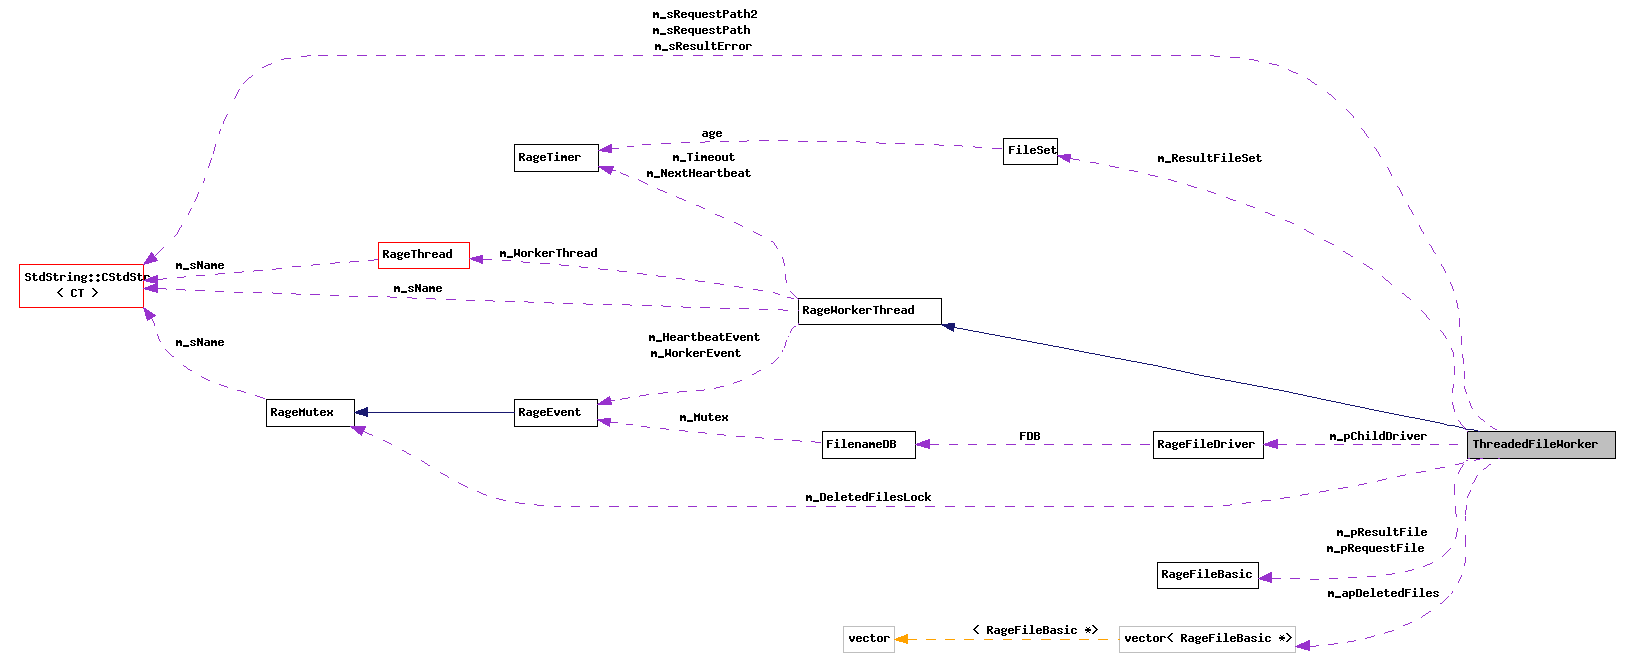 m_sRequestPath2
m_sRequestPath
m_sResultError
age
RageTimer
FileSet
m_Timeout
m_NextHeartbeat
m_ResultFileSet
RageThread
m_WorkerThread
m_sName
StdString::CStdStr
< CT >
m_sName
RageWorkerThread
m_sName
m_HeartbeatEvent
m_WorkerEvent
RageMutex
RageEvent
m_Mutex
FilenameDB
FDB
RageFileDriver
m_pChildDriver
ThreadedFileWorker
m_DeletedFilesLock
m_pResultFile
m_pRequestFile
RageFileBasic
m_apDeletedFiles
vector
< RageFileBasic *>
vector< RageFileBasic *>